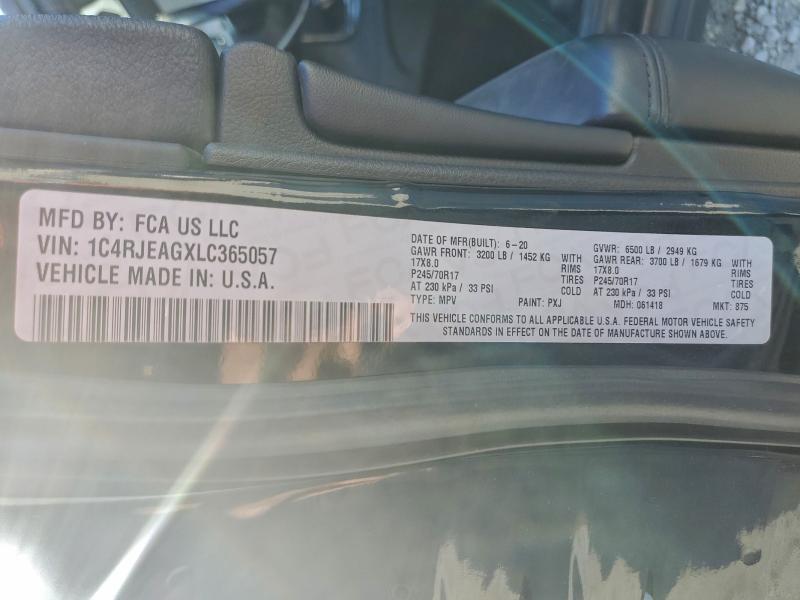 MFD BY: FCA US LLC
VIN: 1C4RJEAGXLC365057
VEHICLE MADE IN: U.S.A.
DATE OF MFR(BUILT): 6-20 GVWR: 6500 LB / 2949 KG
GAWR FRONT: 3200 LB / 1452 KG WITH GAWR REAR: 3700 LB / 1679 KG WITH
17X8.0 RIMS 17X8.0 RIMS
P245/70R17 TIRES P245/70R17 TIRES
AT 230 kPa / 33 PSI COLD AT 230 kPa / 33 PSI COLD
TYPE: MPV PAINT: PXJ MDH: 061418 MKT: 875
THIS VEHICLE CONFORMS TO ALL APPLICABLE U.S.A. FEDERAL MOTOR VEHICLE SAFETY
STANDARDS IN EFFECT ON THE DATE OF MANUFACTURE SHOWN ABOVE.